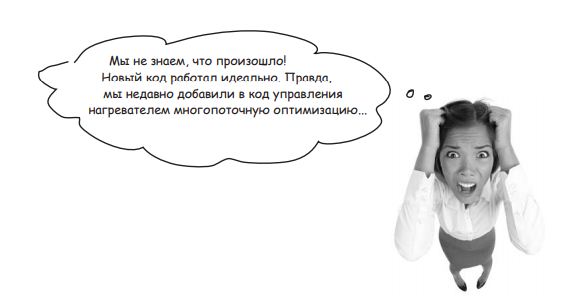 Мы не знаем, что произошло!
Новый код работал идеально. Правда,
мы недавно добавили в код управления
нагревателем многопоточную оптимизацию...